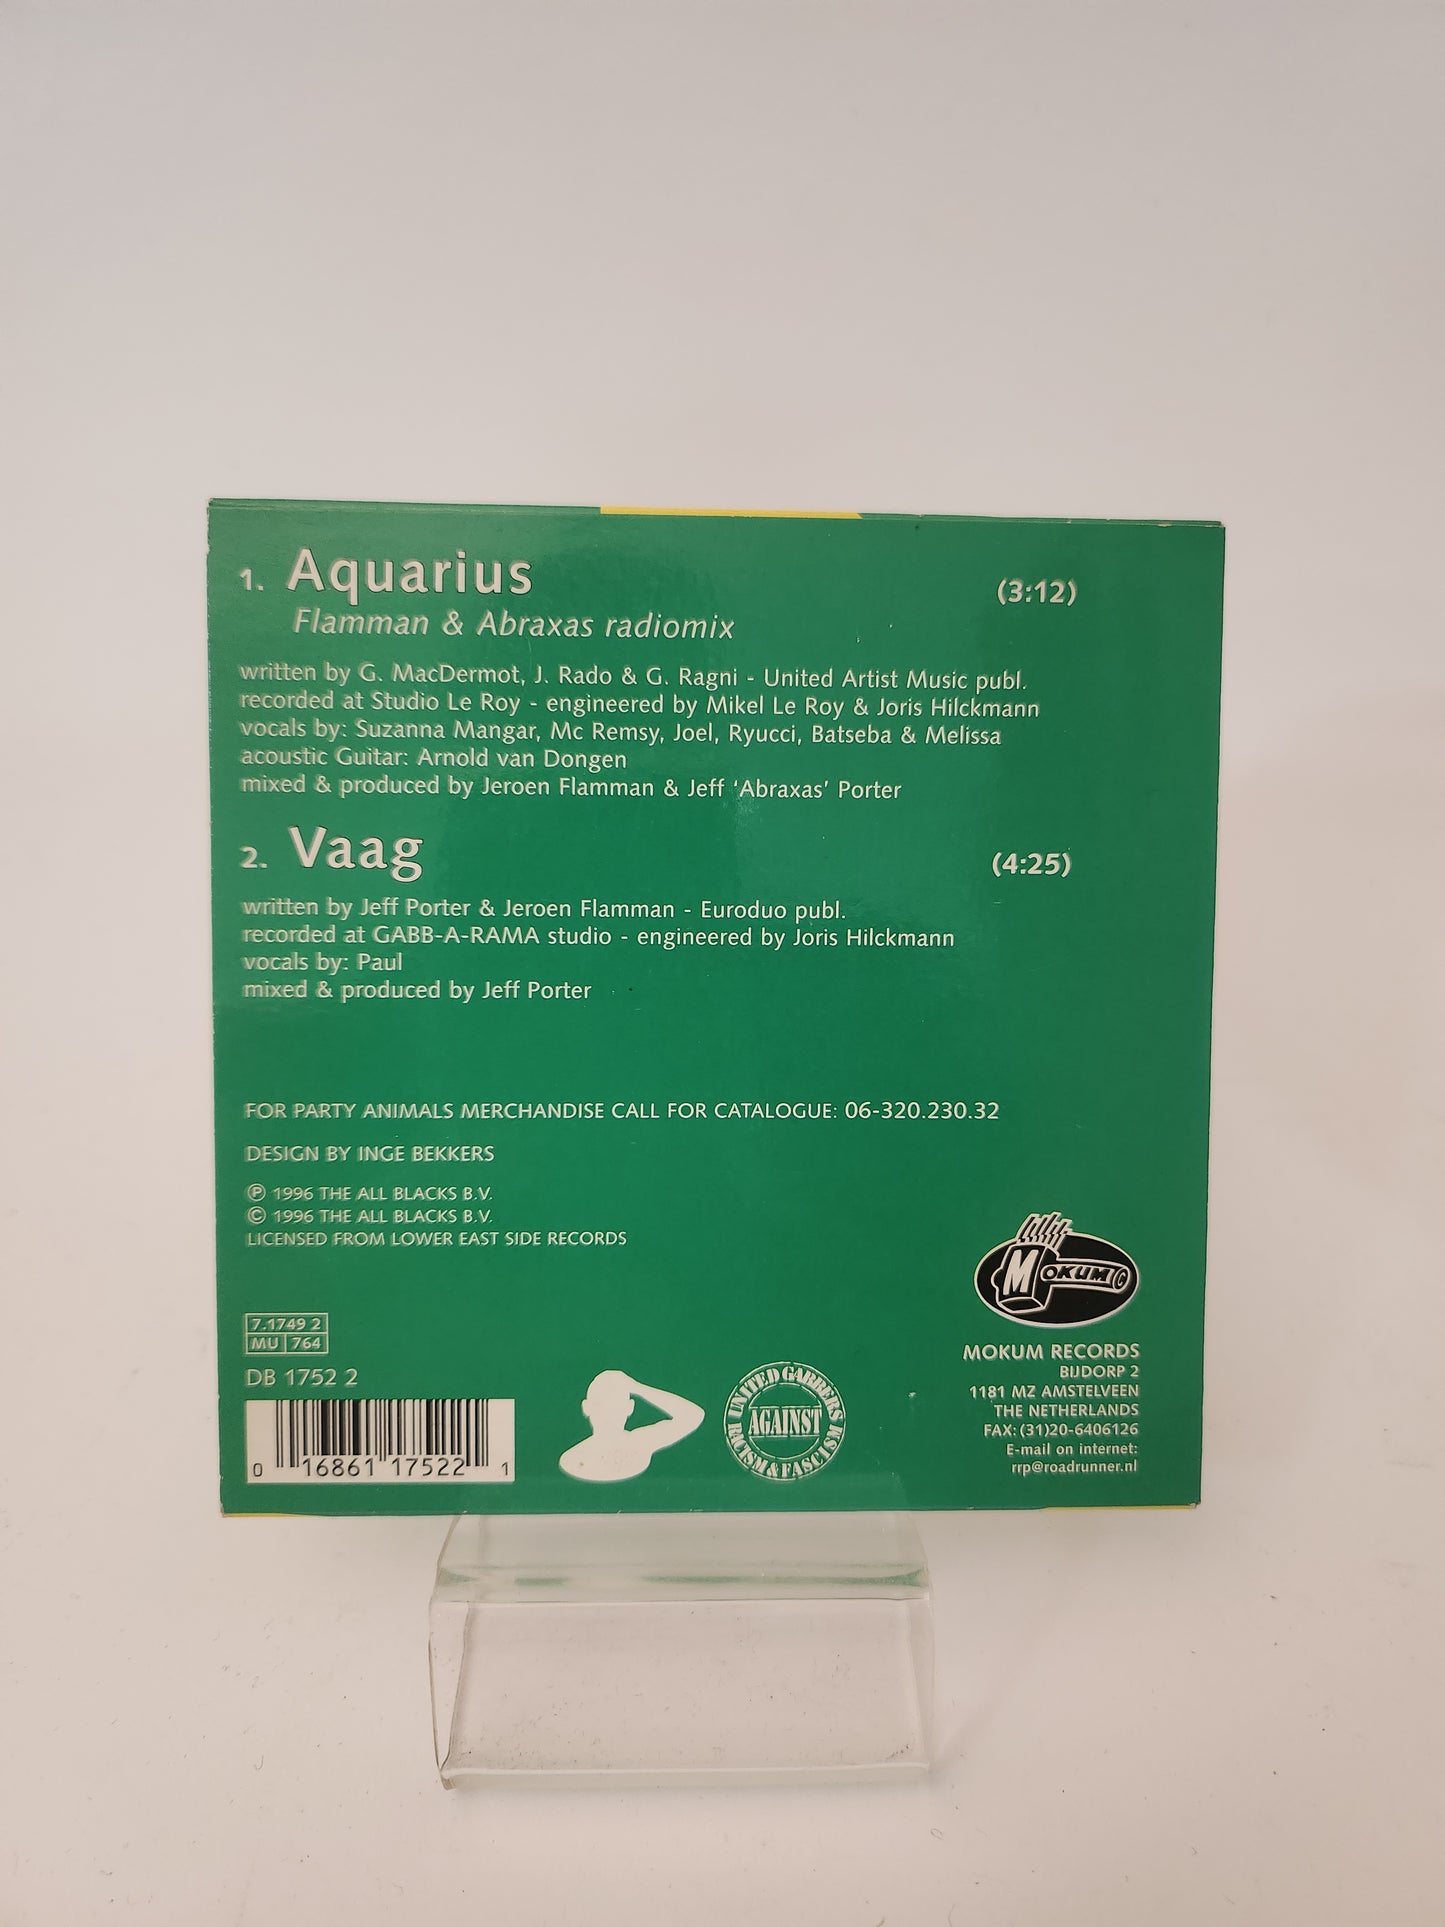 1. Aquarius (3:12)
Flamman & Abraxas radiomix
written by G. MacDermot, J. Rado & G. Ragni - United Artist Music publ.
recorded at Studio Le Roy - engineered by Mikel Le Roy & Joris Hilckmann
vocals by: Suzanna Mangar, Mc Remsy, Joel, Ryucci, Batseba & Melissa
acoustic Guitar: Arnold van Dongen
mixed & produced by Jeroen Flamman & Jeff ‘Abraxas’ Porter
2. Vaag (4:25)
written by Jeff Porter & Jeroen Flamman - Euroduo publ.
recorded at GABB-A-RAMA studio - engineered by Joris Hilckmann
vocals by: Paul
mixed & produced by Jeff Porter
FOR PARTY ANIMALS MERCHANDISE CALL FOR CATALOGUE: 06-320.230.32
DESIGN BY INGE BEKKERS
℗ 1996 THE ALL BLACKS B.V.
© 1996 THE ALL BLACKS B.V.
LICENSED FROM LOWER EAST SIDE RECORDS
7.1749 2
MU 764
DB 1752 2
0 16861 17522 1
UNITED GABBERS
AGAINST
RACISM & FASCISM
MOKUM ©
MOKUM RECORDS
BIJDORP 2
1181 MZ AMSTELVEEN
THE NETHERLANDS
FAX: (31)20-6406126
E-mail on internet:
rrp@roadrunner.nl